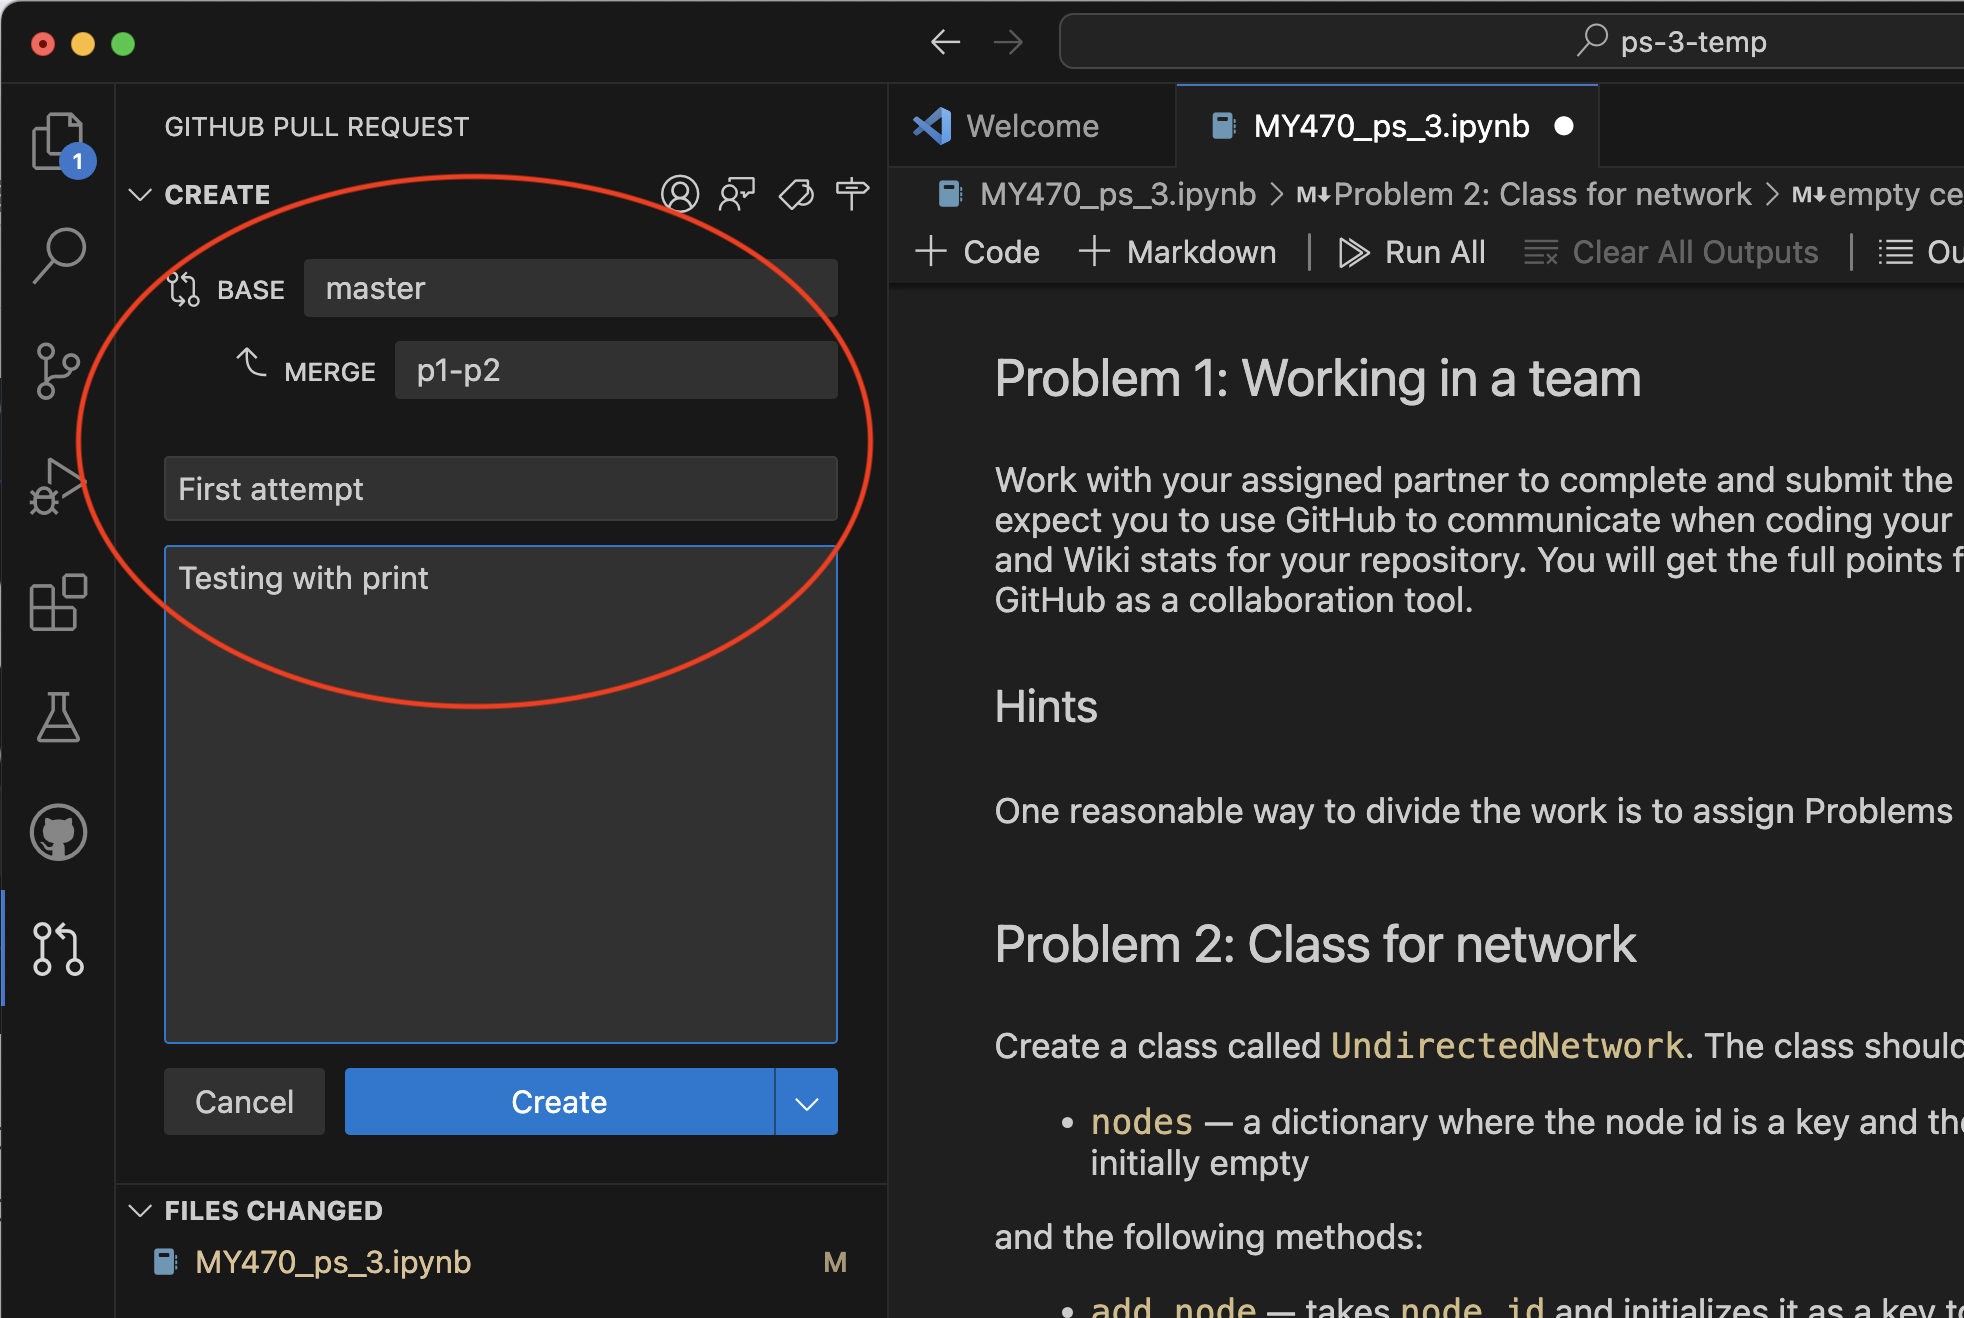 ps-3-temp
1
GITHUB PULL REQUEST
CREATE
BASE master
MERGE p1-p2
First attempt
Testing with print
Cancel Create
FILES CHANGED
MY470_ps_3.ipynb M
Welcome MY470_ps_3.ipynb
MY470_ps_3.ipynb > M↓Problem 2: Class for network > M↓empty ce
+ Code + Markdown | Run All Clear All Outputs | Ou
Problem 1: Working in a team
Work with your assigned partner to complete and submit the
expect you to use GitHub to communicate when coding your
and Wiki stats for your repository. You will get the full points f
GitHub as a collaboration tool.
Hints
One reasonable way to divide the work is to assign Problems
Problem 2: Class for network
Create a class called UndirectedNetwork. The class should
• nodes — a dictionary where the node id is a key and the
initially empty
and the following methods:
• add_node — takes node_id and initializes it as a key to